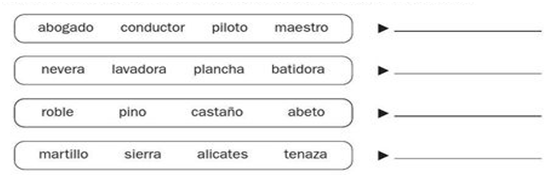 abogado conductor piloto maestro
nevera lavadora plancha batidora
roble pino castaño abeto
martillo sierra alicates tenaza